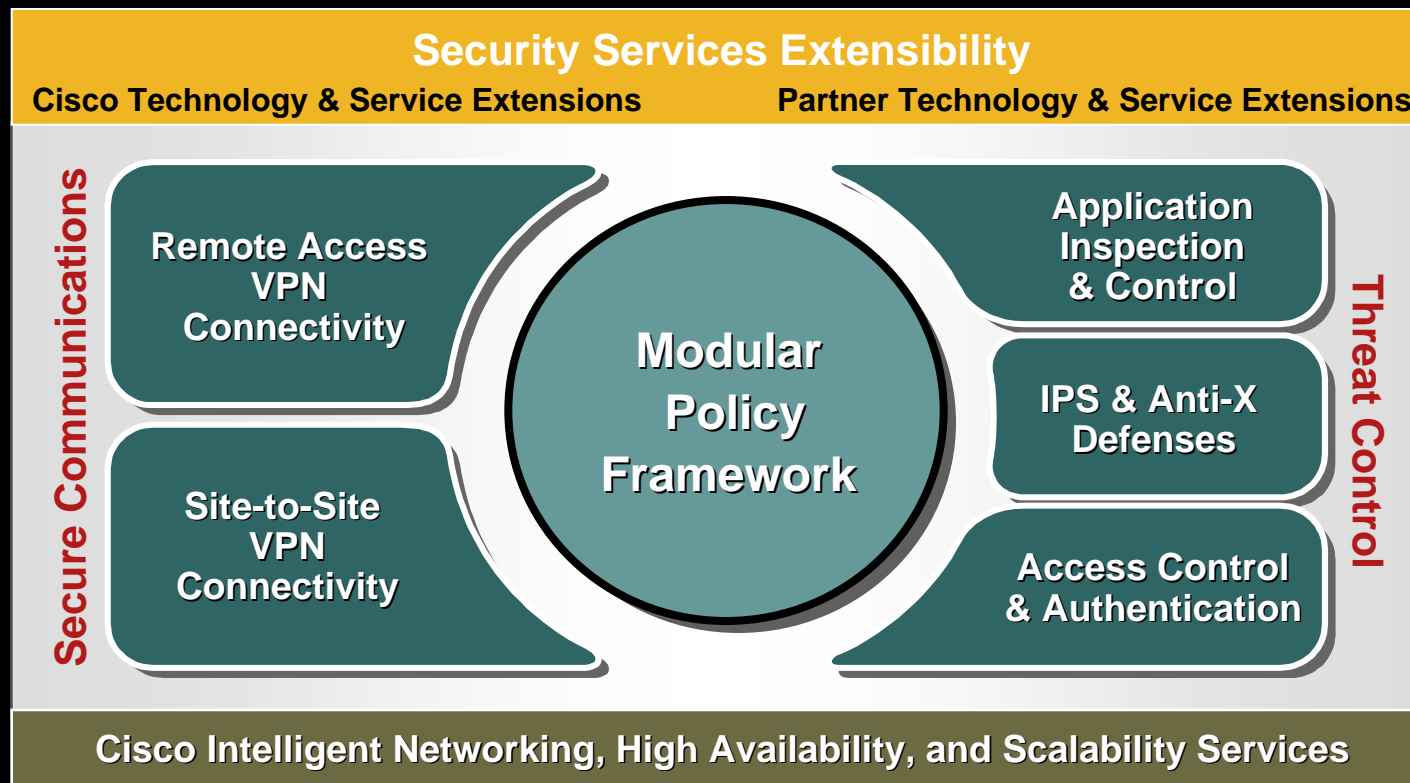 Security Services Extensibility
Cisco Technology & Service Extensions
Partner Technology & Service Extensions
Secure Communications
Remote Access
VPN
Connectivity
Site-to-Site
VPN
Connectivity
Modular
Policy
Framework
Application
Inspection
& Control
IPS & Anti-X
Defenses
Access Control
& Authentication
Threat Control
Cisco Intelligent Networking, High Availability, and Scalability Services